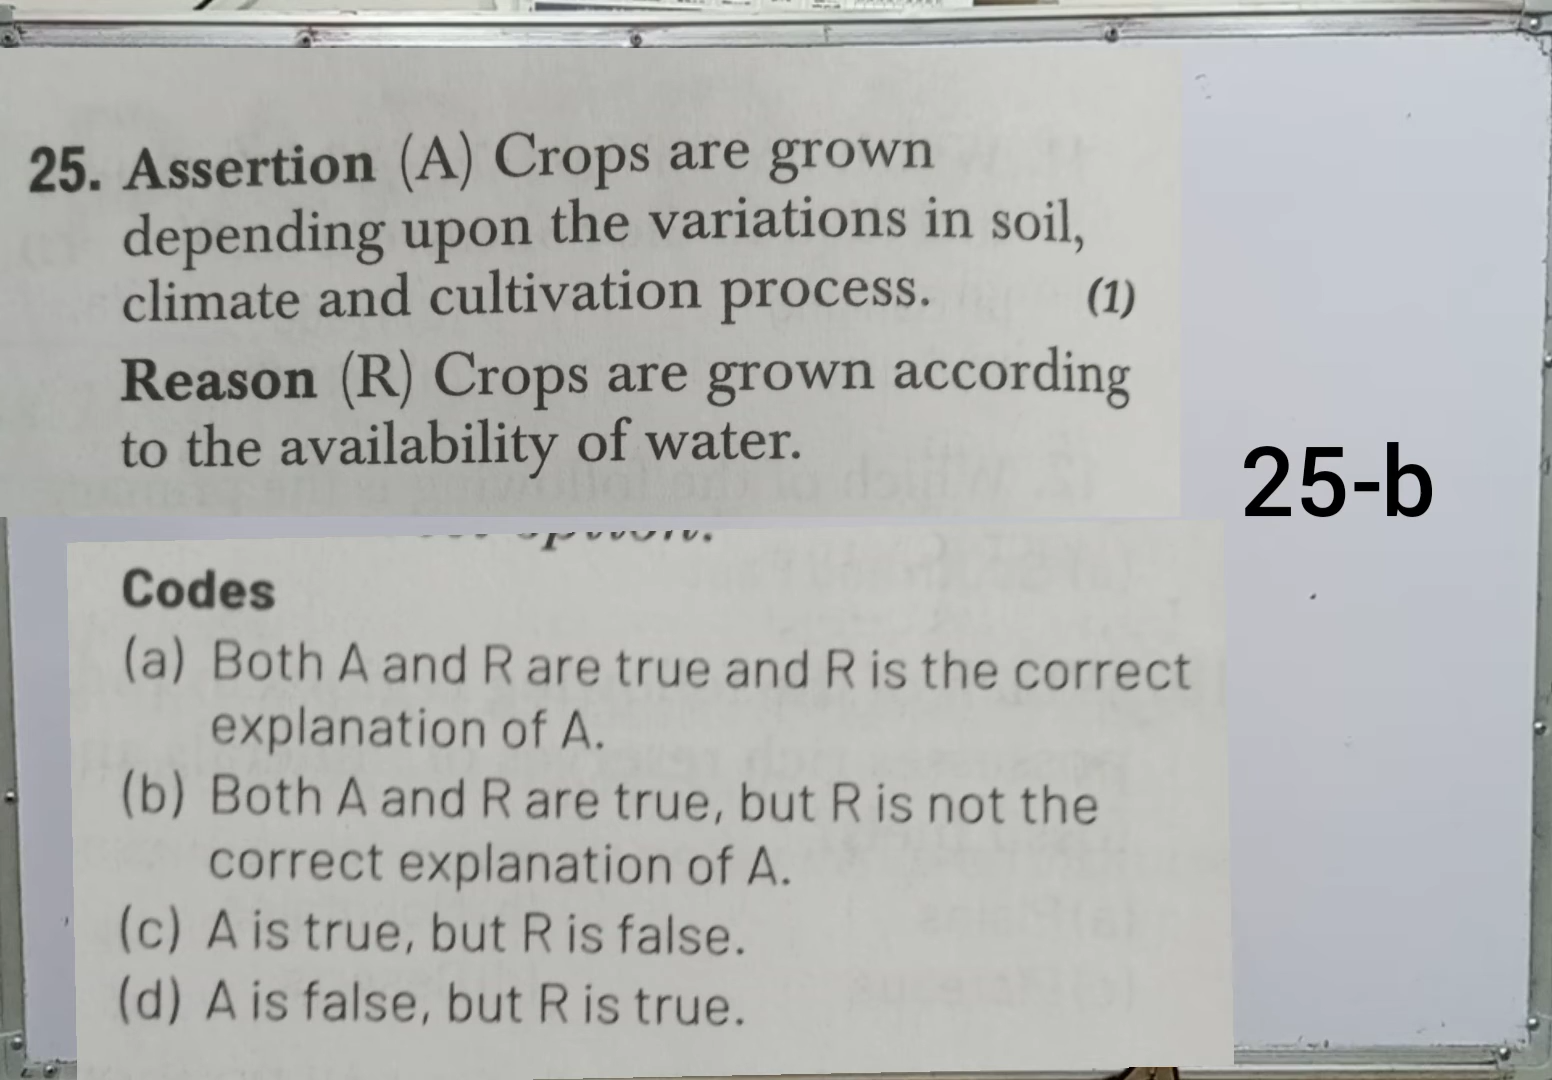 25. Assertion (A) Crops are grown
depending upon the variations in soil,
climate and cultivation process. (1)
Reason (R) Crops are grown according
to the availability of water.
25-b
option.
Codes
(a) Both A and R are true and R is the correct
explanation of A.
(b) Both A and R are true, but R is not the
correct explanation of A.
(c) A is true, but R is false.
(d) A is false, but R is true.